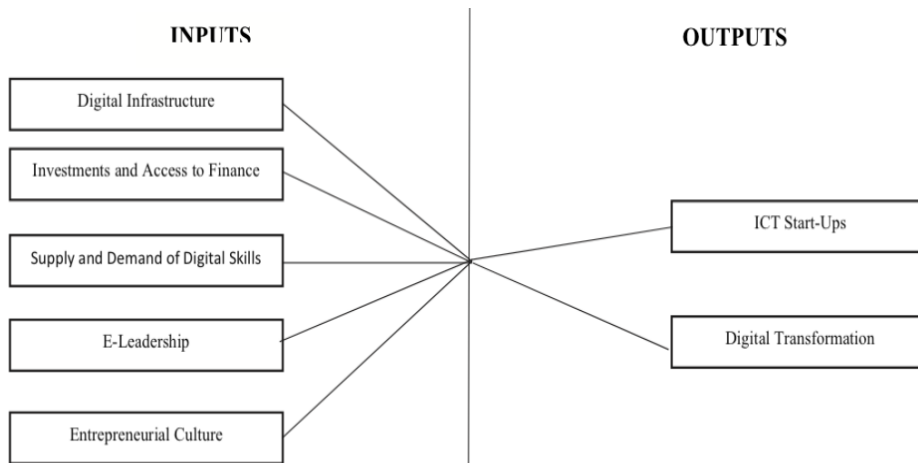 INPUTS
OUTPUTS
Digital Infrastructure
Investments and Access to Finance
Supply and Demand of Digital Skills
E-Leadership
Entrepreneurial Culture
ICT Start-Ups
Digital Transformation